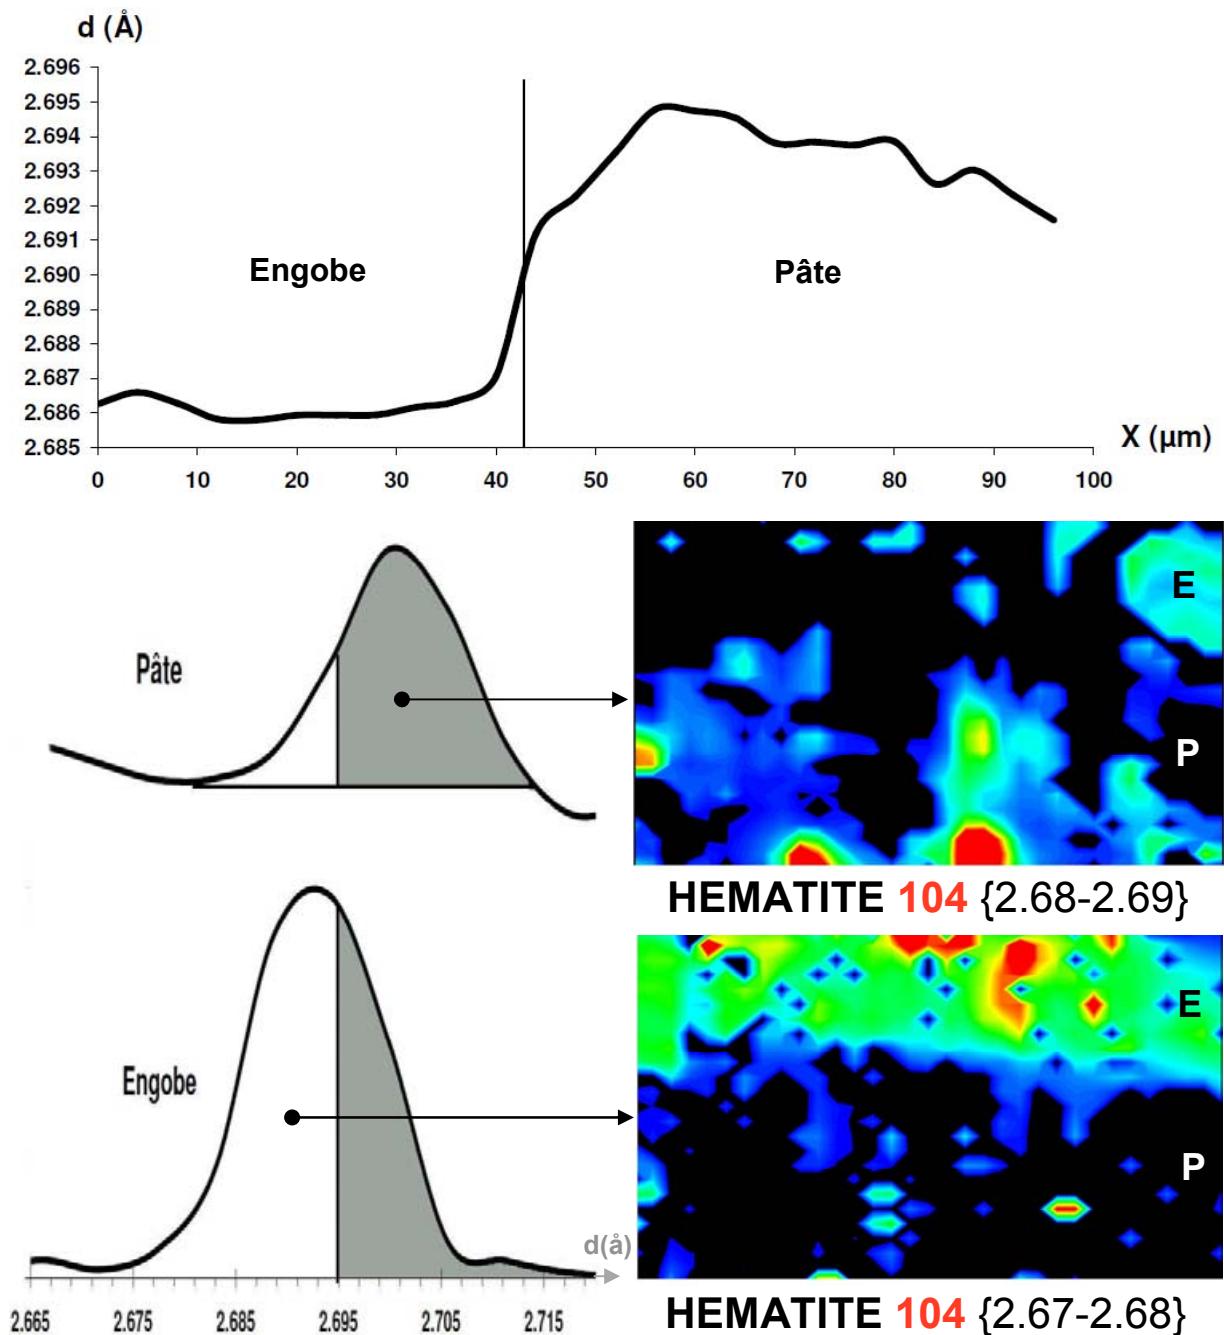 d (Å)
2.696
2.695
2.694
2.693
2.692
2.691
2.690
2.689
2.688
2.687
2.686
2.685
Engobe
Pâte
X (µm)
0 10 20 30 40 50 60 70 80 90 100
Pâte
E
P
HEMATITE 104 {2.68-2.69}
Engobe
E
P
d(å)
2.665 2.675 2.685 2.695 2.705 2.715
HEMATITE 104 {2.67-2.68}